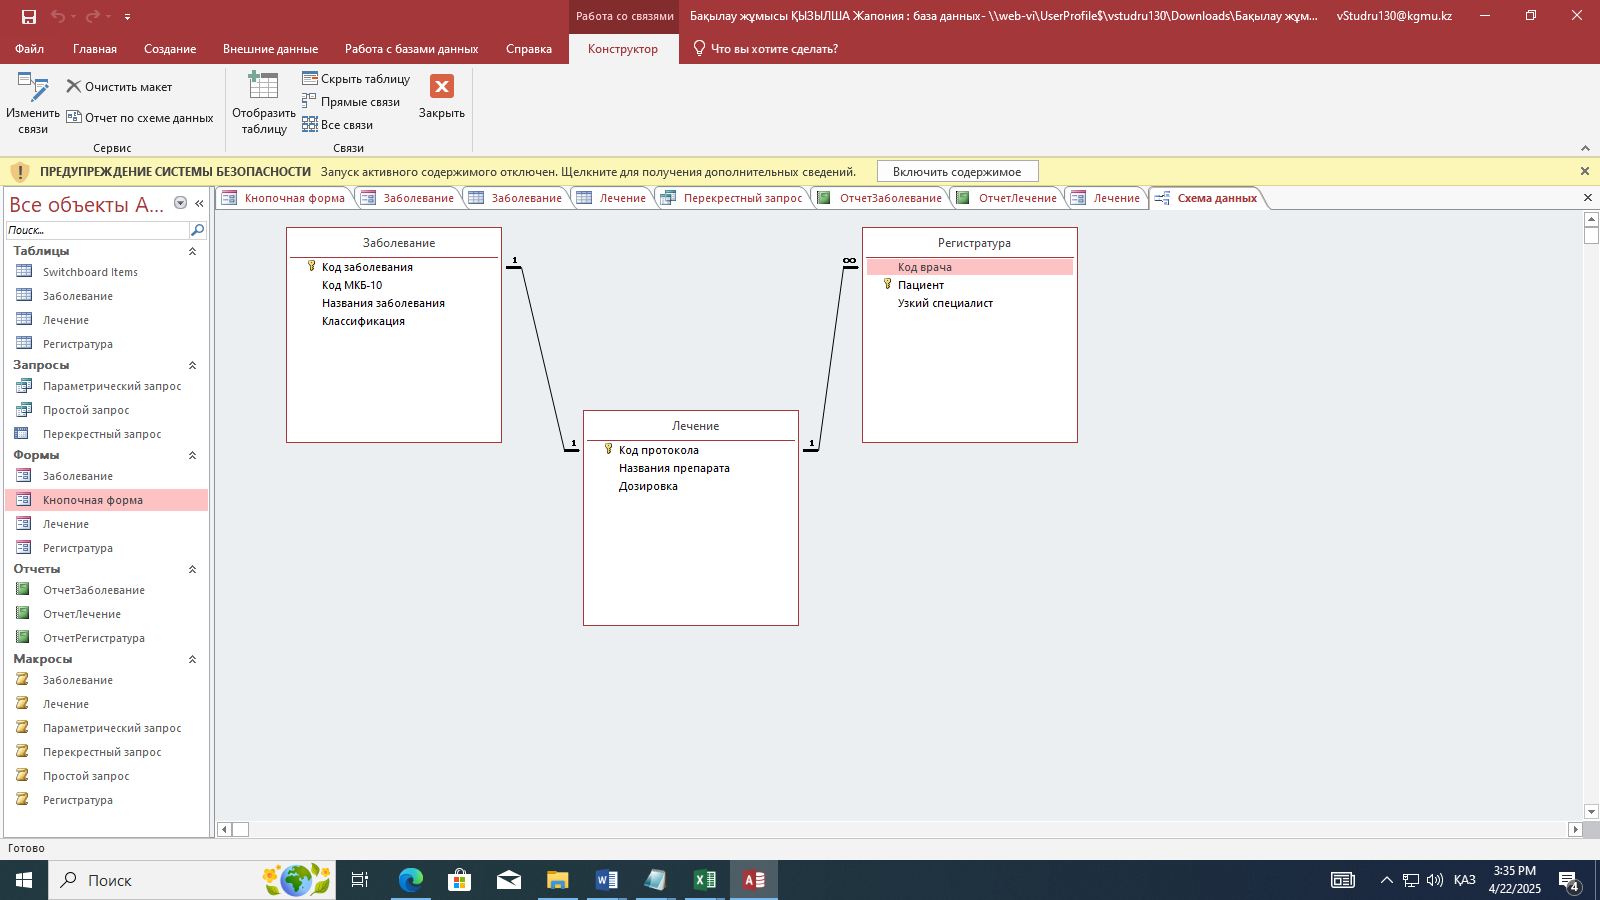 Работа со связями
Бақылау жұмысы ҚЫЗЫЛША Жапония : база данных- \\web-vi\UserProfile$\vstudru130\Downloads\Бақылау жұм...
vStudru130@kgmu.kz
Файл
Главная
Создание
Внешние данные
Работа с базами данных
Справка
Конструктор
Что вы хотите сделать?
Изменить связи
Очистить макет
Отчет по схеме данных
Сервис
Отобразить таблицу
Скрыть таблицу
Прямые связи
Все связи
Связи
Закрыть
ПРЕДУПРЕЖДЕНИЕ СИСТЕМЫ БЕЗОПАСНОСТИ Запуск активного содержимого отключен. Щелкните для получения дополнительных сведений.
Включить содержимое
Все объекты A...
Поиск...
Таблицы
Switchboard Items
Заболевание
Лечение
Регистратура
Запросы
Параметрический запрос
Простой запрос
Перекрестный запрос
Формы
Заболевание
Кнопочная форма
Лечение
Регистратура
Отчеты
ОтчетЗаболевание
ОтчетЛечение
ОтчетРегистратура
Макросы
Заболевание
Лечение
Параметрический запрос
Перекрестный запрос
Простой запрос
Регистратура
Кнопочная форма
Заболевание
Заболевание
Лечение
Перекрестный запрос
ОтчетЗаболевание
ОтчетЛечение
Лечение
Схема данных
Заболевание
Код заболевания
Код МКБ-10
Названия заболевания
Классификация
1
1
Лечение
Код протокола
Названия препарата
Дозировка
1
∞
Регистратура
Код врача
Пациент
Узкий специалист
Готово
Поиск
ҚАЗ
3:35 PM
4/22/2025
4